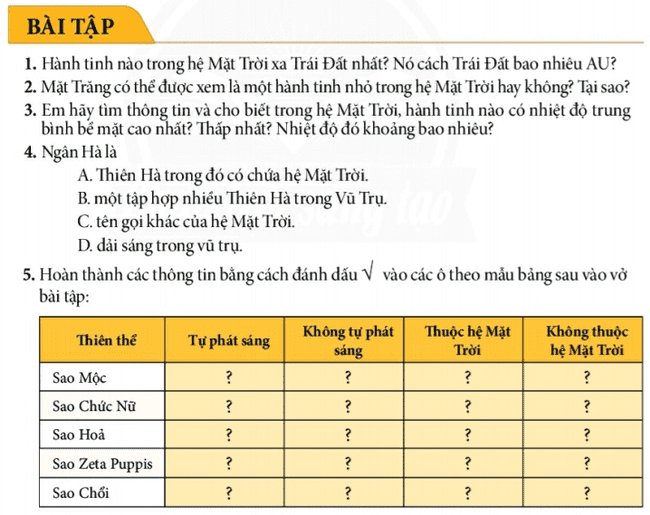 BÀI TẬP
1. Hành tinh nào trong hệ Mặt Trời xa Trái Đất nhất? Nó cách Trái Đất bao nhiêu AU?
2. Mặt Trăng có thể được xem là một hành tinh nhỏ trong hệ Mặt Trời hay không? Tại sao?
3. Em hãy tìm thông tin và cho biết trong hệ Mặt Trời, hành tinh nào có nhiệt độ trung
bình bề mặt cao nhất? Thấp nhất? Nhiệt độ đó khoảng bao nhiêu?
4. Ngân Hà là
A. Thiên Hà trong đó có chứa hệ Mặt Trời.
B. một tập hợp nhiều Thiên Hà trong Vũ Trụ.
C. tên gọi khác của hệ Mặt Trời.
D. dải sáng trong vũ trụ.
5. Hoàn thành các thông tin bằng cách đánh dấu √ vào các ô theo mẫu bảng sau vào vở
bài tập:
Thiên thể Tự phát sáng Không tự phát sáng Thuộc hệ Mặt Trời Không thuộc hệ Mặt Trời
Sao Mộc ? ? ? ?
Sao Chức Nữ ? ? ? ?
Sao Hoả ? ? ? ?
Sao Zeta Puppis ? ? ? ?
Sao Chổi ? ? ? ?